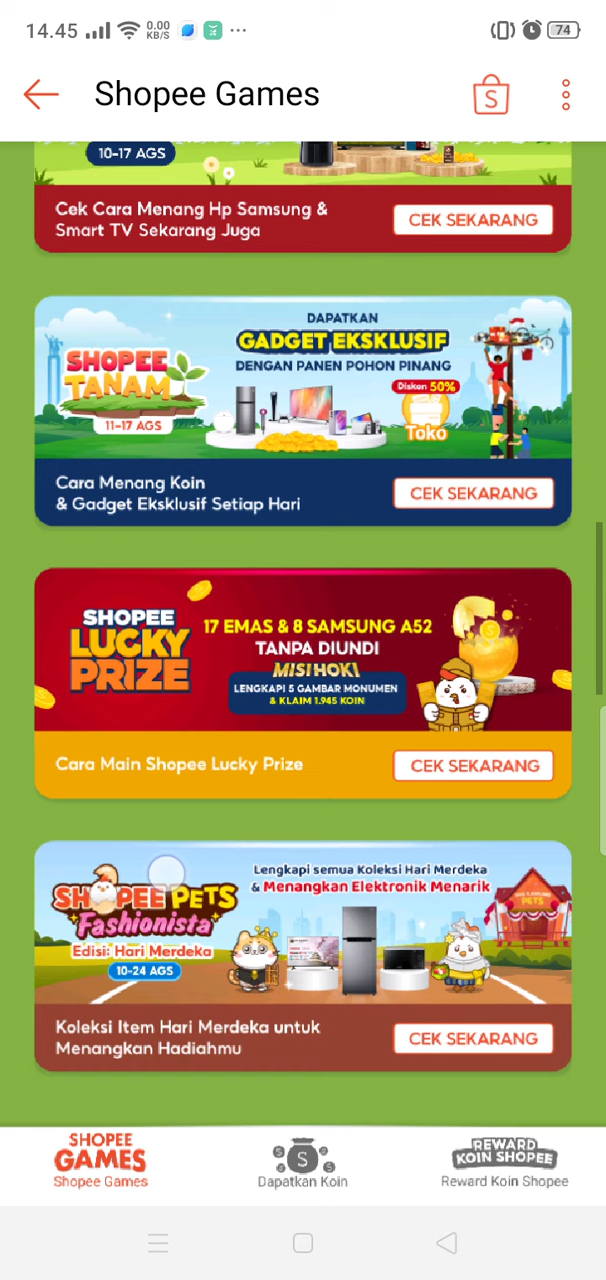 14.45
0.00
KB/S
74
Shopee Games
10-17 AGS
Cek Cara Menang Hp Samsung &
Smart TV Sekarang Juga
CEK SEKARANG
DAPATKAN
GADGET EKSKLUSIF
DENGAN PANEN POHON PINANG
SHOPEE
TANAM
11-17 AGS
Diskon 50%
Toko
Cara Menang Koin
& Gadget Eksklusif Setiap Hari
CEK SEKARANG
SHOPEE
LUCKY
PRIZE
17 EMAS & 8 SAMSUNG A52
TANPA DIUNDI
MISI HOKI
LENGKAPI 5 GAMBAR MONUMEN
& KLAIM 1.945 KOIN
Cara Main Shopee Lucky Prize
CEK SEKARANG
SHOPEE PETS
Fashionista
Edisi: Hari Merdeka
10-24 AGS
Lengkapi semua Koleksi Hari Merdeka
& Menangkan Elektronik Menarik
PETS
Koleksi Item Hari Merdeka untuk
Menangkan Hadiahmu
CEK SEKARANG
SHOPEE
GAMES
Shopee Games
Dapatkan Koin
REWARD
KOIN SHOPEE
Reward Koin Shopee